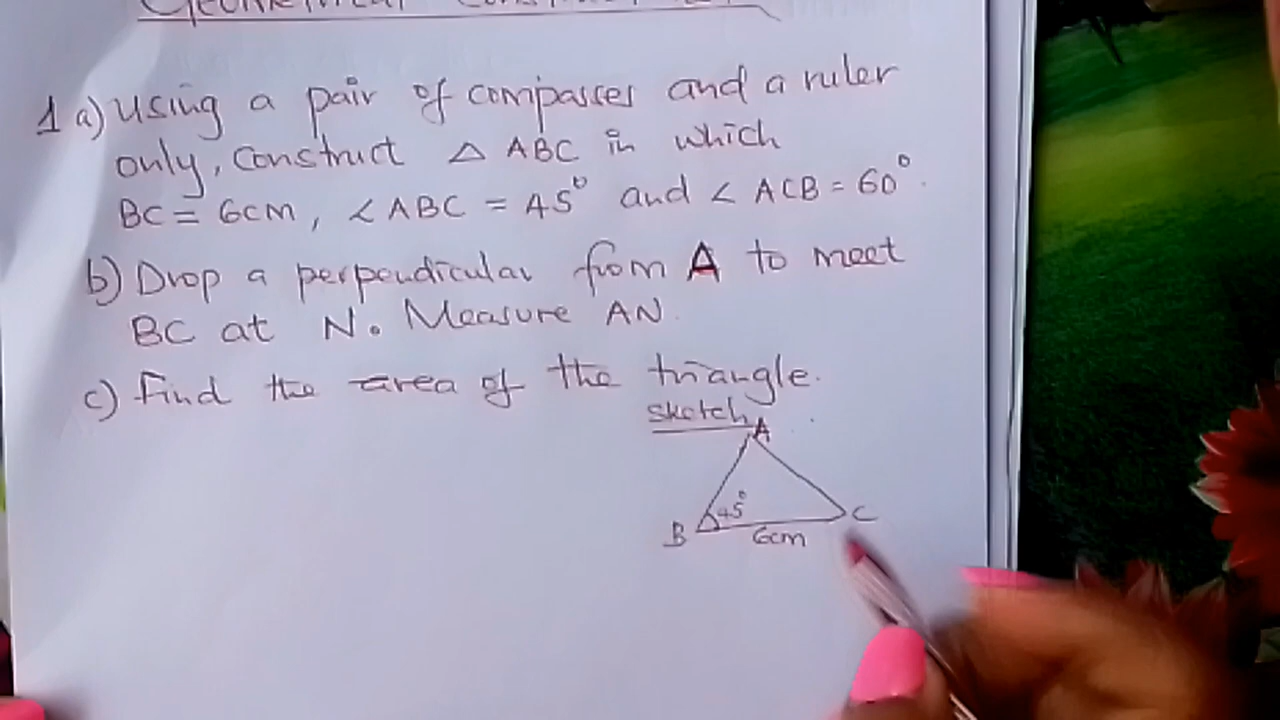 Geometrical
1 a) Using a pair of compasses and a ruler
only, construct △ ABC in which
BC = 6cm, ∠ABC = 45° and ∠ACB = 60°.
b) Drop a perpendicular from A to meet
BC at N. Measure AN.
c) Find the area of the triangle.
sketch
A
45°
B
C
6cm